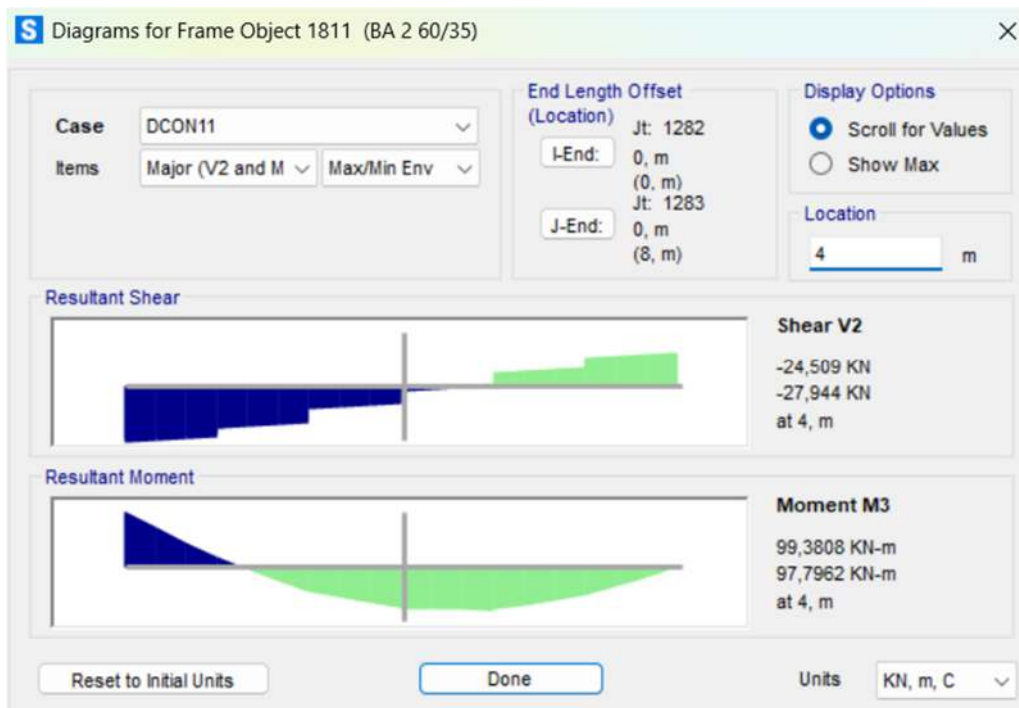 S Diagrams for Frame Object 1811 (BA 2 60/35)
Case DCON11
Items Major (V2 and M Max/Min Env
End Length Offset
(Location)
Jt: 1282
I-End: 0, m
(0, m)
Jt: 1283
J-End: 0, m
(8, m)
Display Options
Scroll for Values
Show Max
Location
4 m
Resultant Shear
Shear V2
-24,509 KN
-27,944 KN
at 4, m
Resultant Moment
Moment M3
99,3808 KN-m
97,7962 KN-m
at 4, m
Reset to Initial Units
Done
Units KN, m, C